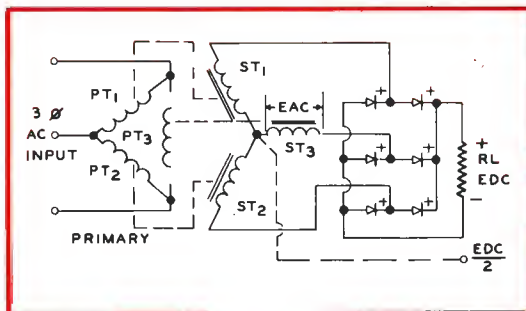 3 Ø
AC
INPUT
PT1
PT3
PT2
PRIMARY
ST1
EAC
ST3
ST2
+
+
+
+
+
+
+
RL
EDC
–
EDC/2